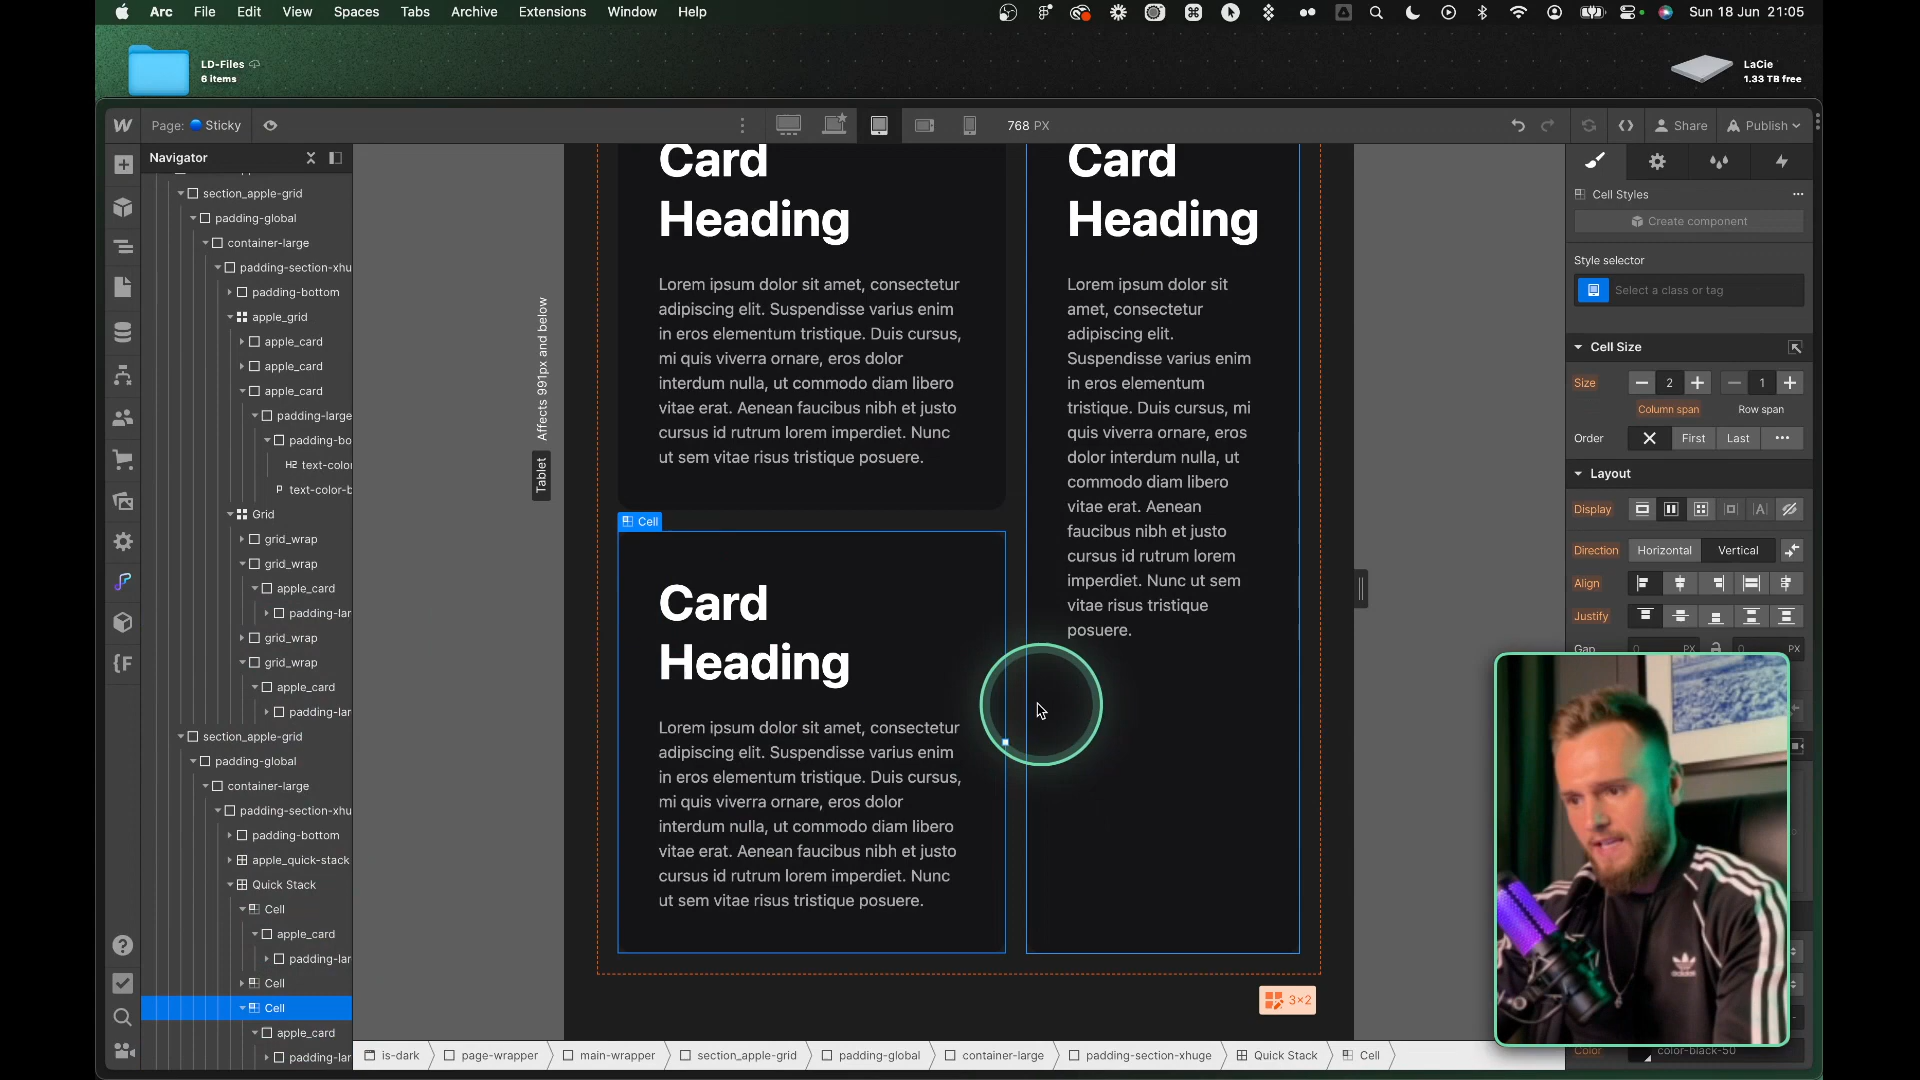 Arc File Edit View Spaces Tabs Archive Extensions Window Help
Sun 18 Jun 21:05
LD-Files
6 items
LaCie
1.33 TB free
Page: Sticky
768 PX
Share
Publish
Navigator
section_apple-grid
padding-global
container-large
padding-section-xhu
padding-bottom
apple_grid
apple_card
apple_card
apple_card
padding-large
padding-bo
H2 text-color
P text-color-b
Grid
grid_wrap
grid_wrap
apple_card
padding-lar
grid_wrap
grid_wrap
apple_card
padding-lar
section_apple-grid
padding-global
container-large
padding-section-xhu
padding-bottom
apple_quick-stack
Quick Stack
Cell
apple_card
padding-lar
Cell
Cell
apple_card
padding-lar
Affects 991px and below
Tablet
Card
Heading
Lorem ipsum dolor sit amet, consectetur
adipiscing elit. Suspendisse varius enim
in eros elementum tristique. Duis cursus,
mi quis viverra ornare, eros dolor
interdum nulla, ut commodo diam libero
vitae erat. Aenean faucibus nibh et justo
cursus id rutrum lorem imperdiet. Nunc
ut sem vitae risus tristique posuere.
Cell
Card
Heading
Lorem ipsum dolor sit amet, consectetur
adipiscing elit. Suspendisse varius enim
in eros elementum tristique. Duis cursus,
mi quis viverra ornare, eros dolor
interdum nulla, ut commodo diam libero
vitae erat. Aenean faucibus nibh et justo
cursus id rutrum lorem imperdiet. Nunc
ut sem vitae risus tristique posuere.
Card
Heading
Lorem ipsum dolor sit
amet, consectetur
adipiscing elit.
Suspendisse varius enim
in eros elementum
tristique. Duis cursus, mi
quis viverra ornare, eros
dolor interdum nulla, ut
commodo diam libero
vitae erat. Aenean
faucibus nibh et justo
cursus id rutrum lorem
imperdiet. Nunc ut sem
vitae risus tristique
posuere.
3×2
Cell Styles
Create component
Style selector
Select a class or tag
Cell Size
Size 2 1
Column span Row span
Order First Last
Layout
Display
Direction Horizontal Vertical
Align
Justify
Gap 0 PX 0 PX
adidas
Color color-black-50
is-dark page-wrapper main-wrapper section_apple-grid padding-global container-large padding-section-xhuge Quick Stack Cell